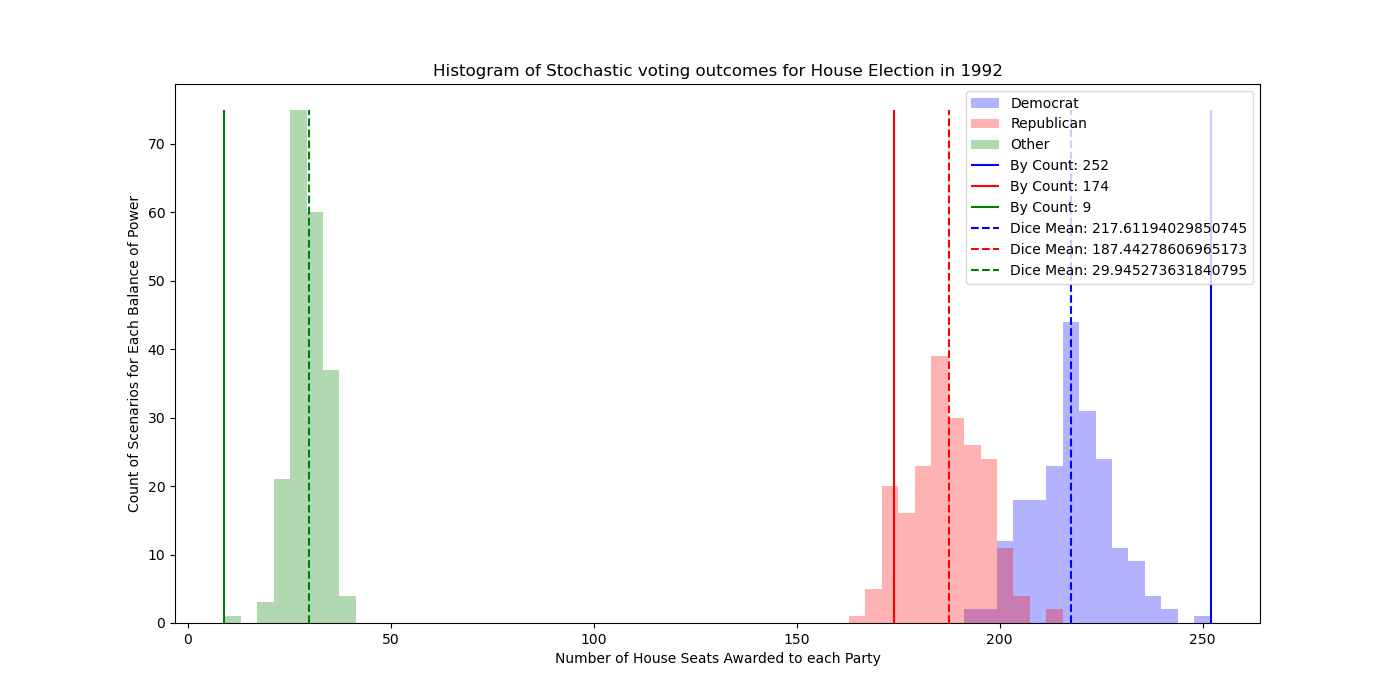 Histogram of Stochastic voting outcomes for House Election in 1992
Democrat
Republican
Other
By Count: 252
By Count: 174
By Count: 9
Dice Mean: 217.61194029850745
Dice Mean: 187.44278606965173
Dice Mean: 29.945273631840795
Count of Scenarios for Each Balance of Power
70
60
50
40
30
20
10
0
0 50 100 150 200 250
Number of House Seats Awarded to each Party